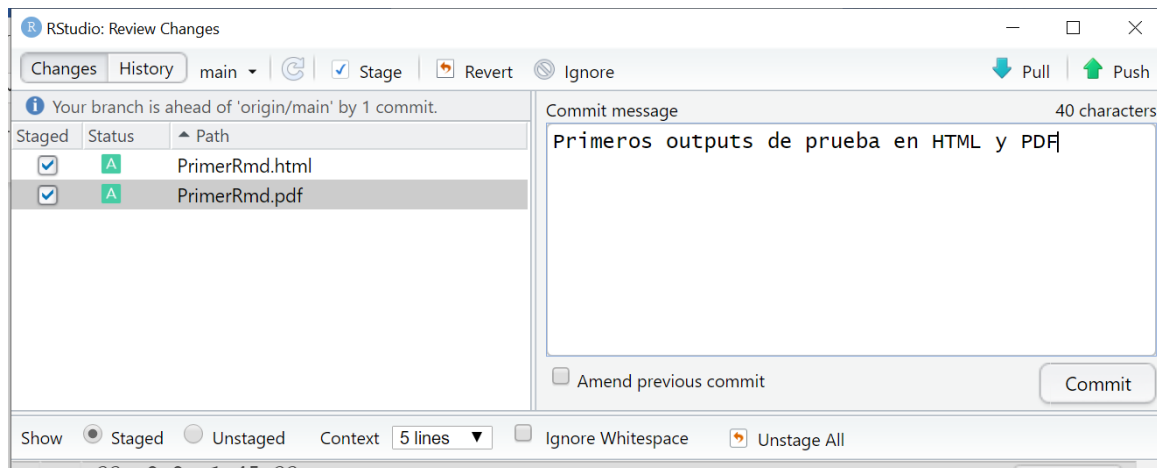 R RStudio: Review Changes
Changes History main Stage Revert Ignore Pull Push
Your branch is ahead of 'origin/main' by 1 commit.
Commit message 40 characters
Staged Status Path
Primeros outputs de prueba en HTML y PDF
A PrimerRmd.html
A PrimerRmd.pdf
Amend previous commit
Commit
Show Staged Unstaged Context 5 lines Ignore Whitespace Unstage All